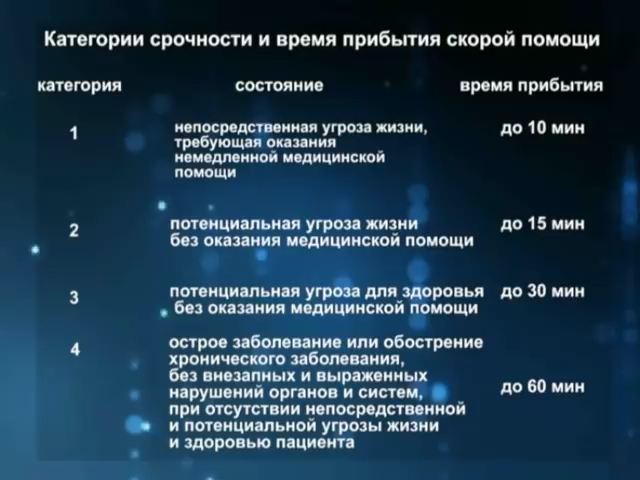 Категории срочности и время прибытия скорой помощи
категория состояние время прибытия
1 непосредственная угроза жизни, до 10 мин
требующая оказания
немедленной медицинской
помощи
2 потенциальная угроза жизни до 15 мин
без оказания медицинской помощи
3 потенциальная угроза для здоровья до 30 мин
без оказания медицинской помощи
4 острое заболевание или обострение
хронического заболевания,
без внезапных и выраженных
нарушений органов и систем, до 60 мин
при отсутствии непосредственной
и потенциальной угрозы жизни
и здоровью пациента